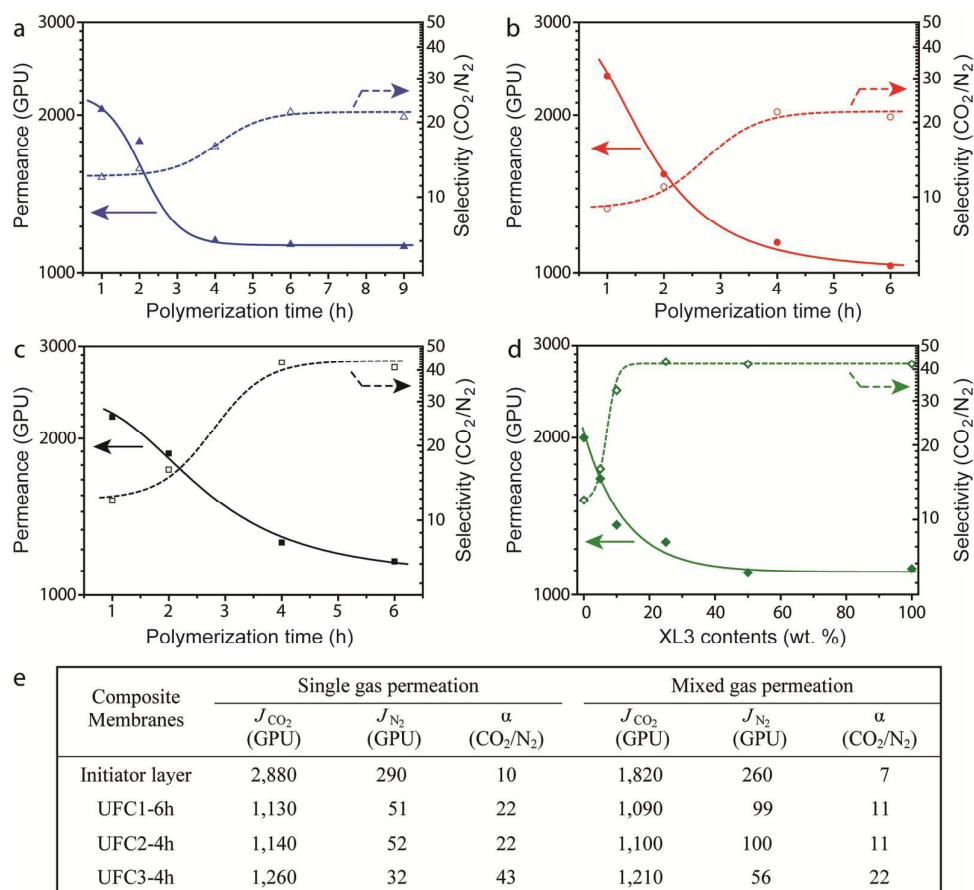 a
3000
2000
1000
Permeance (GPU)
50
40
30
20
10
Selectivity (CO₂/N₂)
1 2 3 4 5 6 7 8 9
Polymerization time (h)
b
3000
2000
1000
Permeance (GPU)
50
40
30
20
10
Selectivity (CO₂/N₂)
1 2 3 4 5 6
Polymerization time (h)
c
3000
2000
1000
Permeance (GPU)
50
40
30
20
10
Selectivity (CO₂/N₂)
1 2 3 4 5 6
Polymerization time (h)
d
3000
2000
1000
Permeance (GPU)
50
40
30
20
10
Selectivity (CO₂/N₂)
0 20 40 60 80 100
XL3 contents (wt. %)
e
Composite Membranes Single gas permeation Mixed gas permeation
J CO₂ (GPU) J N₂ (GPU) α (CO₂/N₂) J CO₂ (GPU) J N₂ (GPU) α (CO₂/N₂)
Initiator layer 2,880 290 10 1,820 260 7
UFC1-6h 1,130 51 22 1,090 99 11
UFC2-4h 1,140 52 22 1,100 100 11
UFC3-4h 1,260 32 43 1,210 56 22